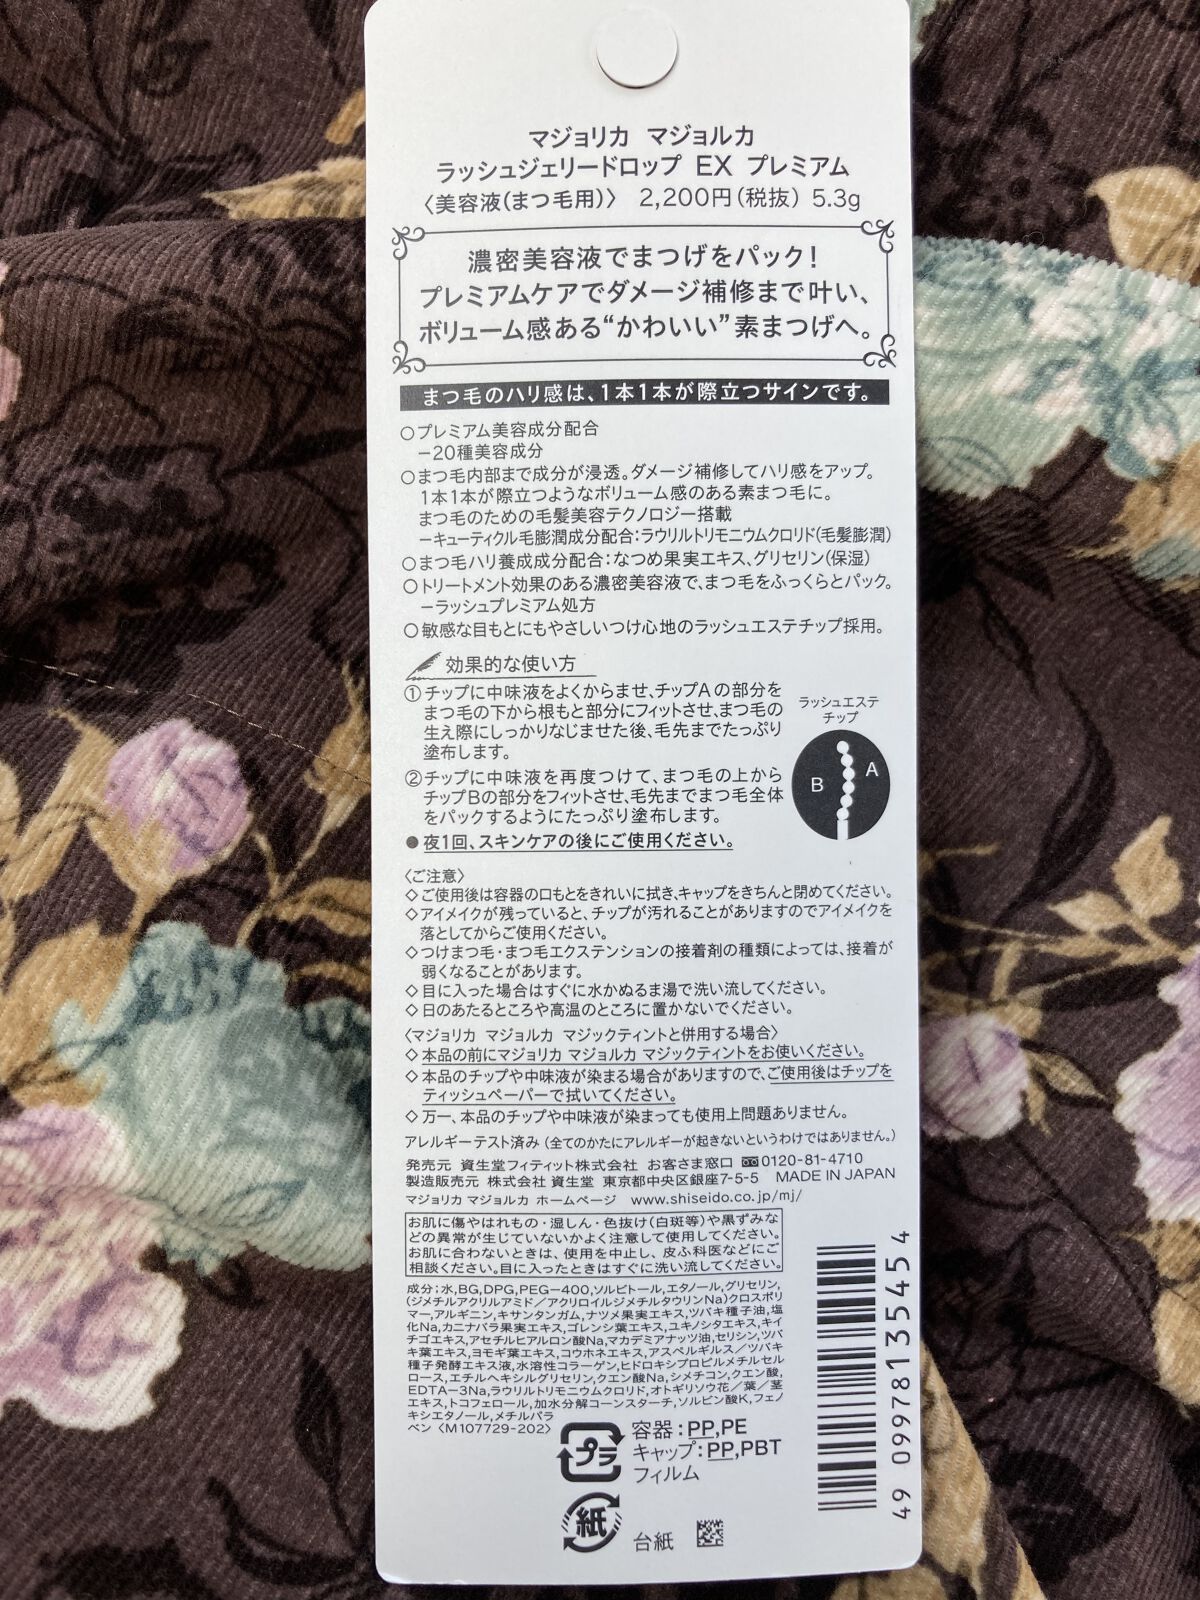 マジョリカ マジョルカ
ラッシュジェリードロップ EX プレミアム
〈美容液(まつ毛用)〉 2,200円(税抜) 5.3g
濃密美容液でまつげをパック！
プレミアムケアでダメージ補修まで叶い、
ボリューム感ある“かわいい”素まつげへ。
まつ毛のハリ感は、1本1本が際立つサインです。
○プレミアム美容成分配合
－20種美容成分
○まつ毛内部まで成分が浸透。ダメージ補修してハリ感をアップ。
1本1本が際立つようなボリューム感のある素まつ毛に。
まつ毛のための毛髪美容テクノロジー搭載
－キューティクル毛膨潤成分配合：ラウリルトリモニウムクロリド(毛髪膨潤)
○まつ毛ハリ養成成分配合：なつめ果実エキス、グリセリン(保湿)
○トリートメント効果のある濃密美容液で、まつ毛をふっくらとパック。
－ラッシュプレミアム処方
○敏感な目もとにもやさしいつけ心地のラッシュエステチップ採用。
効果的な使い方
①チップに中味液をよくからませ、チップAの部分を
まつ毛の下から根もと部分にフィットさせ、まつ毛の
生え際にしっかりなじませた後、毛先までたっぷり
塗布します。
②チップに中味液を再度つけて、まつ毛の上から
チップBの部分をフィットさせ、毛先までまつ毛全体
をパックするようにたっぷり塗布します。
●夜1回、スキンケアの後にご使用ください。
ラッシュエステ
チップ
B A
〈ご注意〉
◇ご使用後は容器の口もとをきれいに拭き、キャップをきちんと閉めてください。
◇アイメイクが残っていると、チップが汚れることがありますのでアイメイクを
落としてからご使用ください。
◇つけまつ毛・まつ毛エクステンションの接着剤の種類によっては、接着が
弱くなることがあります。
◇目に入った場合はすぐに水かぬるま湯で洗い流してください。
◇日のあたるところや高温のところに置かないでください。
〈マジョリカ マジョルカ マジックティントと併用する場合〉
◇本品の前にマジョリカ マジョルカ マジックティントをお使いください。
◇本品のチップや中味液が染まる場合がありますので、ご使用後はチップを
ティッシュペーパーで拭いてください。
◇万一、本品のチップや中味液が染まっても使用上問題ありません。
アレルギーテスト済み (全てのかたにアレルギーが起きないというわけではありません。)
発売元 資生堂フィティット株式会社 お客さま窓口 0120-81-4710
製造販売元 株式会社 資生堂 東京都中央区銀座7-5-5 MADE IN JAPAN
マジョリカ マジョルカ ホームページ www.shiseido.co.jp/mj/
お肌に傷やはれもの・湿しん・色抜け(白斑等)や黒ずみな
どの異常が生じていないかよく注意して使用してください。
お肌に合わないときは、使用を中止し、皮ふ科医などにご
相談ください。目に入ったときはすぐに洗い流してください。
成分：水,BG,DPG,PEG－400,ソルビトール,エタノール,グリセリン,
(ジメチルアクリルアミド／アクリロイルジメチルタウリンNa)クロスポリ
マー,アルギニン,キサンタンガム,ナツメ果実エキス,ツバキ種子油,塩
化Na,カニナバラ果実エキス,ゴレンシ葉エキス,ユキノシタエキス,キイ
チゴエキス,アセチルヒアルロン酸Na,マカデミアナッツ油,セリシン,ツバ
キ葉エキス,ヨモギ葉エキス,コウホネエキス,アスペルギルス／ツバキ
種子発酵エキス液,水溶性コラーゲン,ヒドロキシプロピルメチルセル
ロース,エチルヘキシルグリセリン,クエン酸Na,シメチコン,クエン酸,
EDTA－3Na,ラウリルトリモニウムクロリド,オトギリソウ花／葉／茎
エキス,トコフェロール,加水分解コーンスターチ,ソルビン酸K,フェノ
キシエタノール,メチルパラ
ベン 〈M107729-202〉
プラ
容器：PP,PE
キャップ：PP,PBT
フィルム
紙
台紙
4909978135454